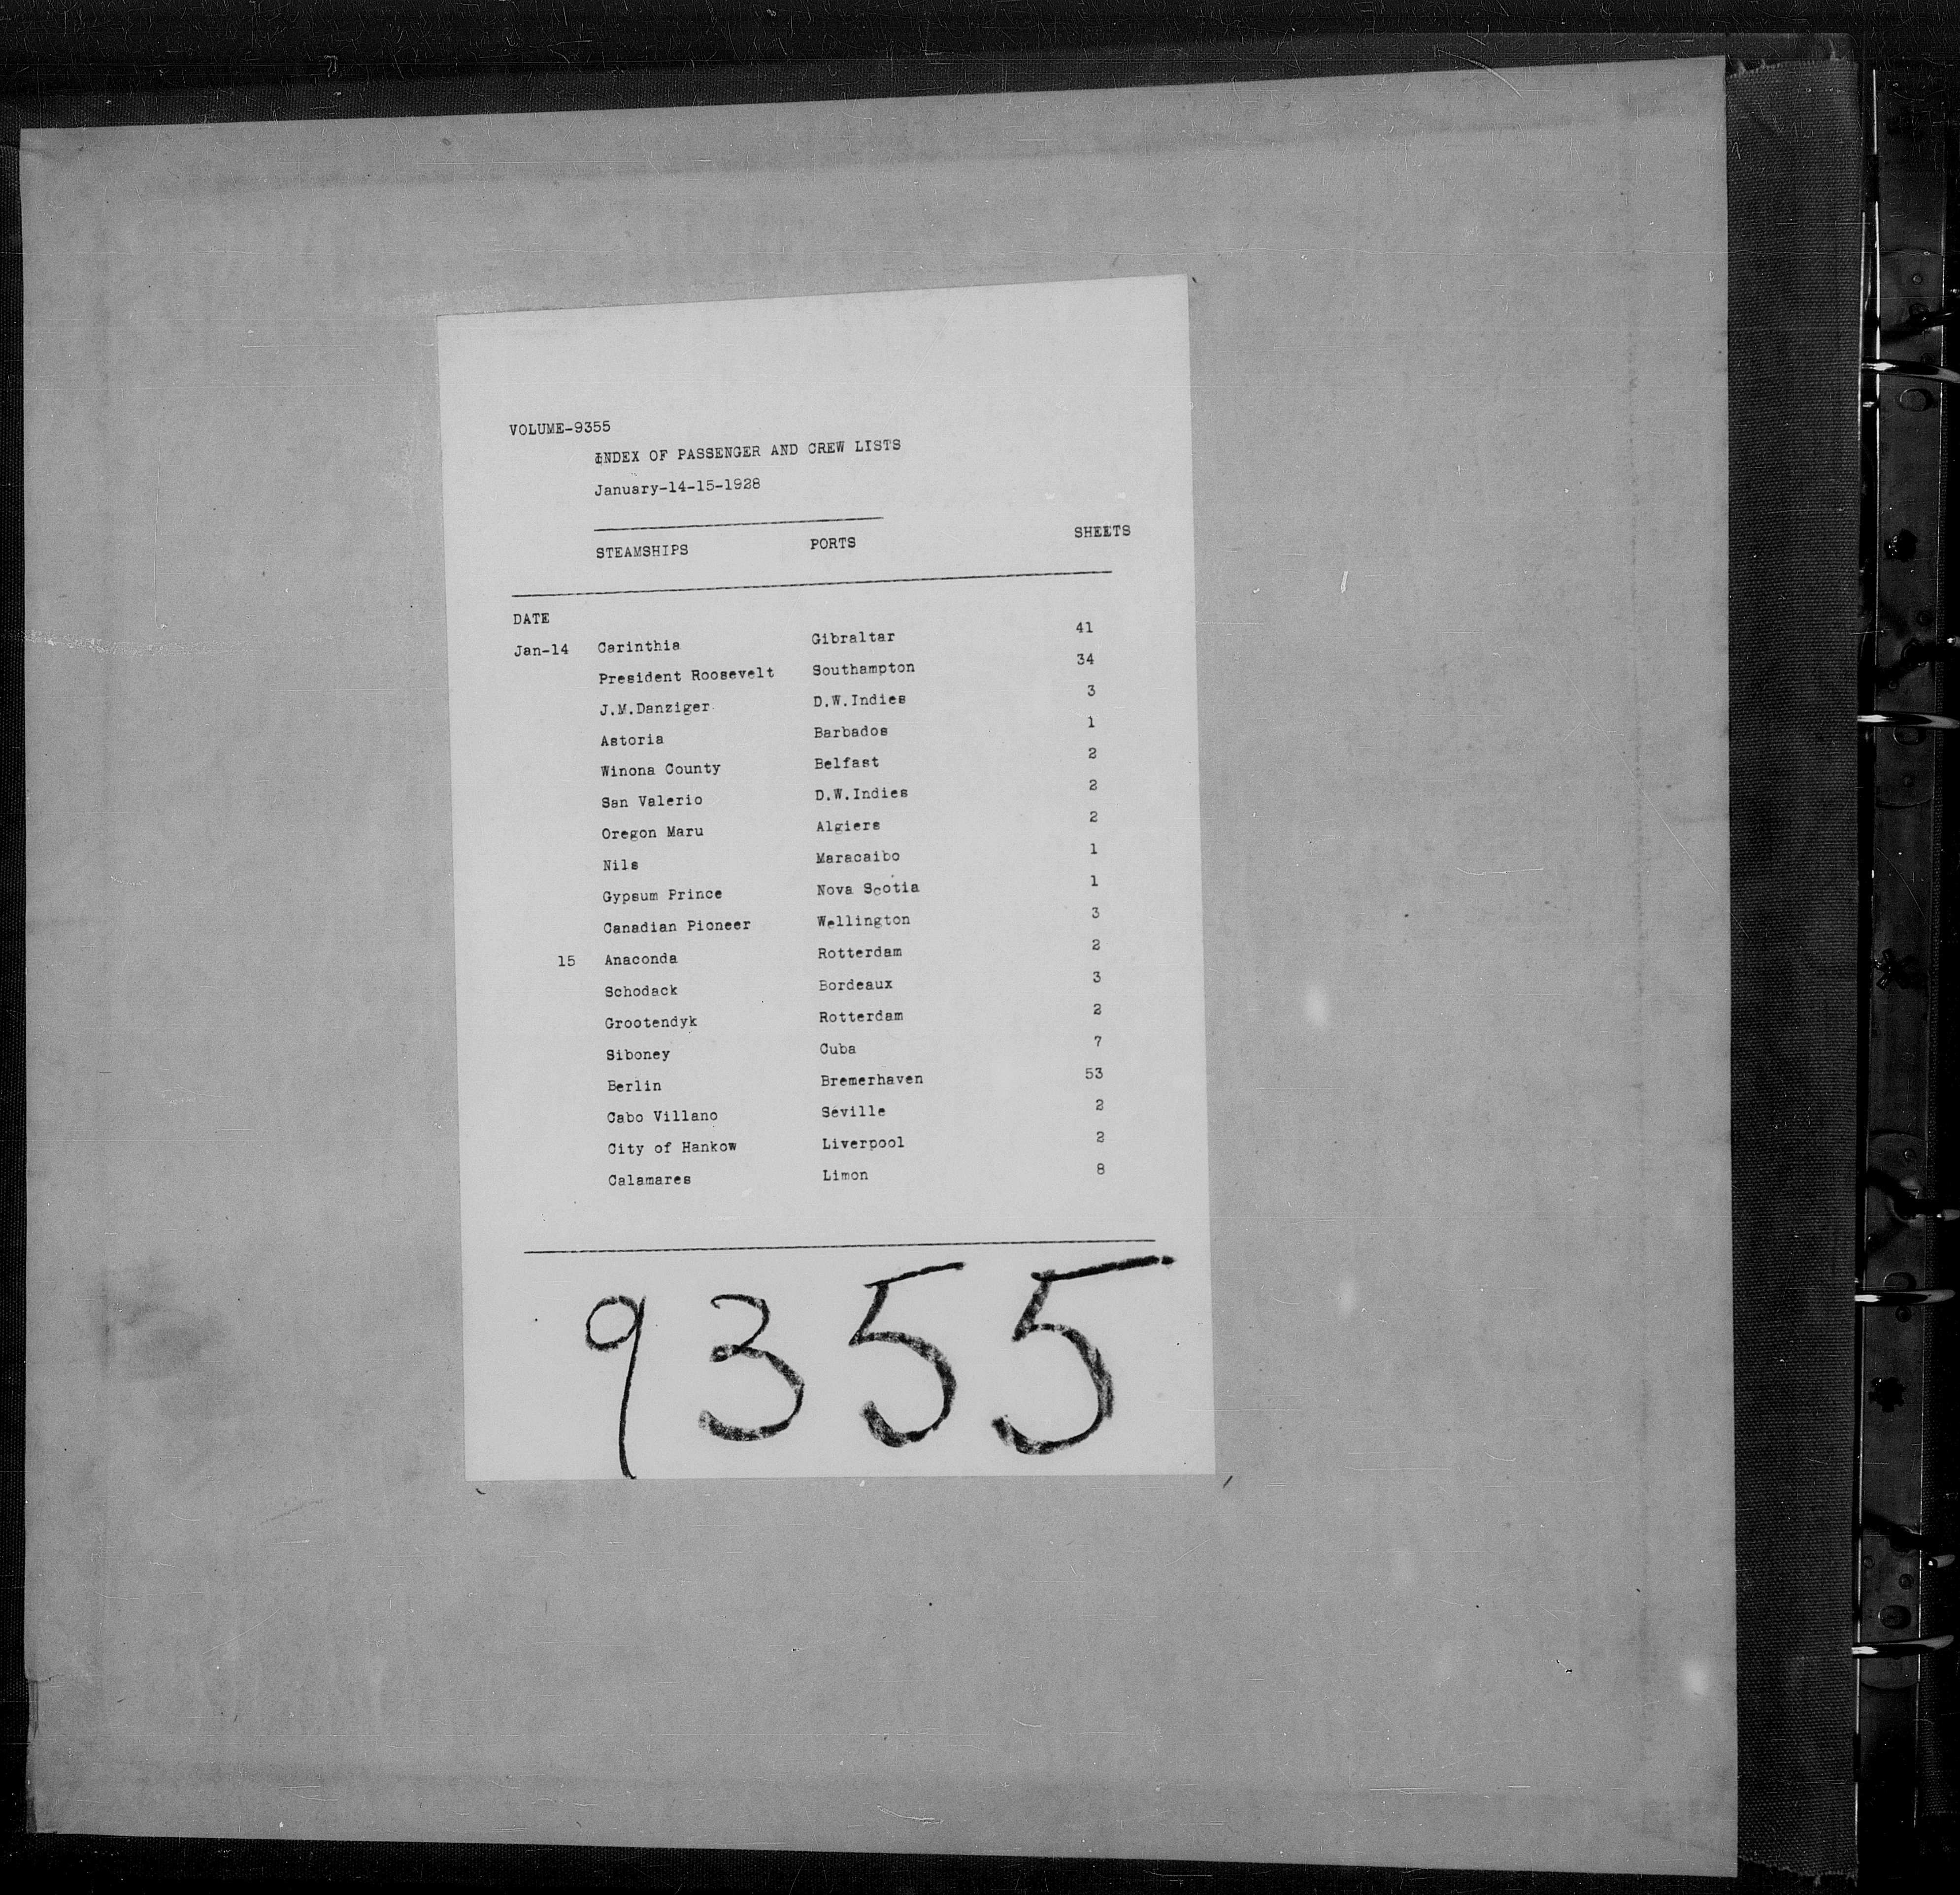 VOLUME-9355
INDEX OF PASSENGER AND CREW LISTS
January-14-15-1928
STEAMSHIPS PORTS SHEETS
DATE
Jan-14 Carinthia Gibraltar 41
President Roosevelt Southampton 34
J.M.Danziger D.W.Indies 3
Astoria Barbados 1
Winona County Belfast 2
San Valerio D.W.Indies 2
Oregon Maru Algiers 2
Nils Maracaibo 1
Gypsum Prince Nova Scotia 1
Canadian Pioneer Wellington 3
15 Anaconda Rotterdam 2
Schodack Bordeaux 3
Grootendyk Rotterdam 2
Siboney Cuba 7
Berlin Bremerhaven 53
Cabo Villano Seville 2
City of Hankow Liverpool 2
Calamares Limon 8
9355